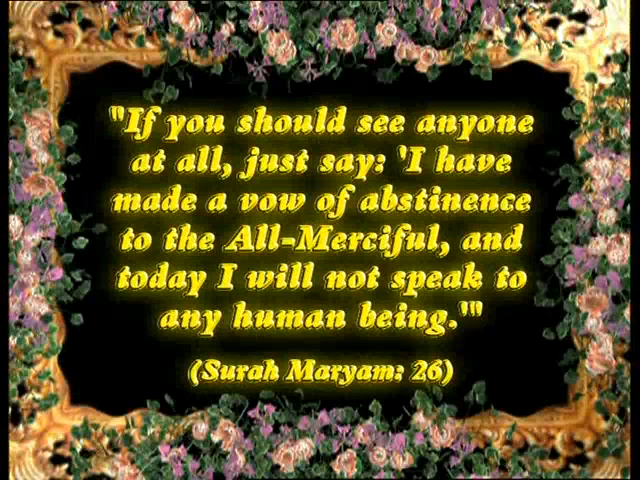 "If you should see anyone
at all, just say: 'I have
made a vow of abstinence
to the All-Merciful, and
today I will not speak to
any human being.'"
(Surah Maryam: 26)